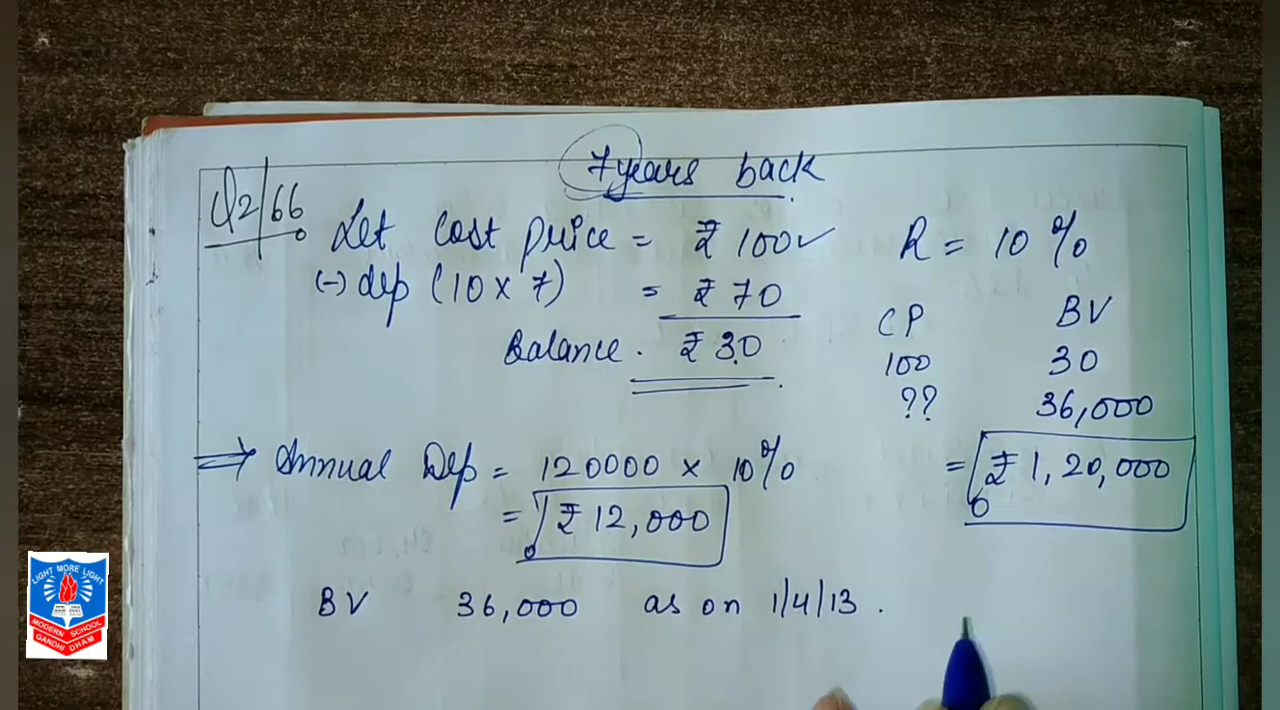 7 years back
Q2/66
Let Cost price = ₹ 100 ✓ R = 10 %
(-) dep (10 x 7) = ₹ 70
CP BV
Balance. ₹ 30
100 30
?? 36,000
⇒ Annual Dep = 120000 x 10%
= ₹ 1,20,000
= ₹ 12,000
BV 36,000 as on 1/4/13 .
LIGHT MORE LIGHT
MODERN SCHOOL
GANDHI DHAM